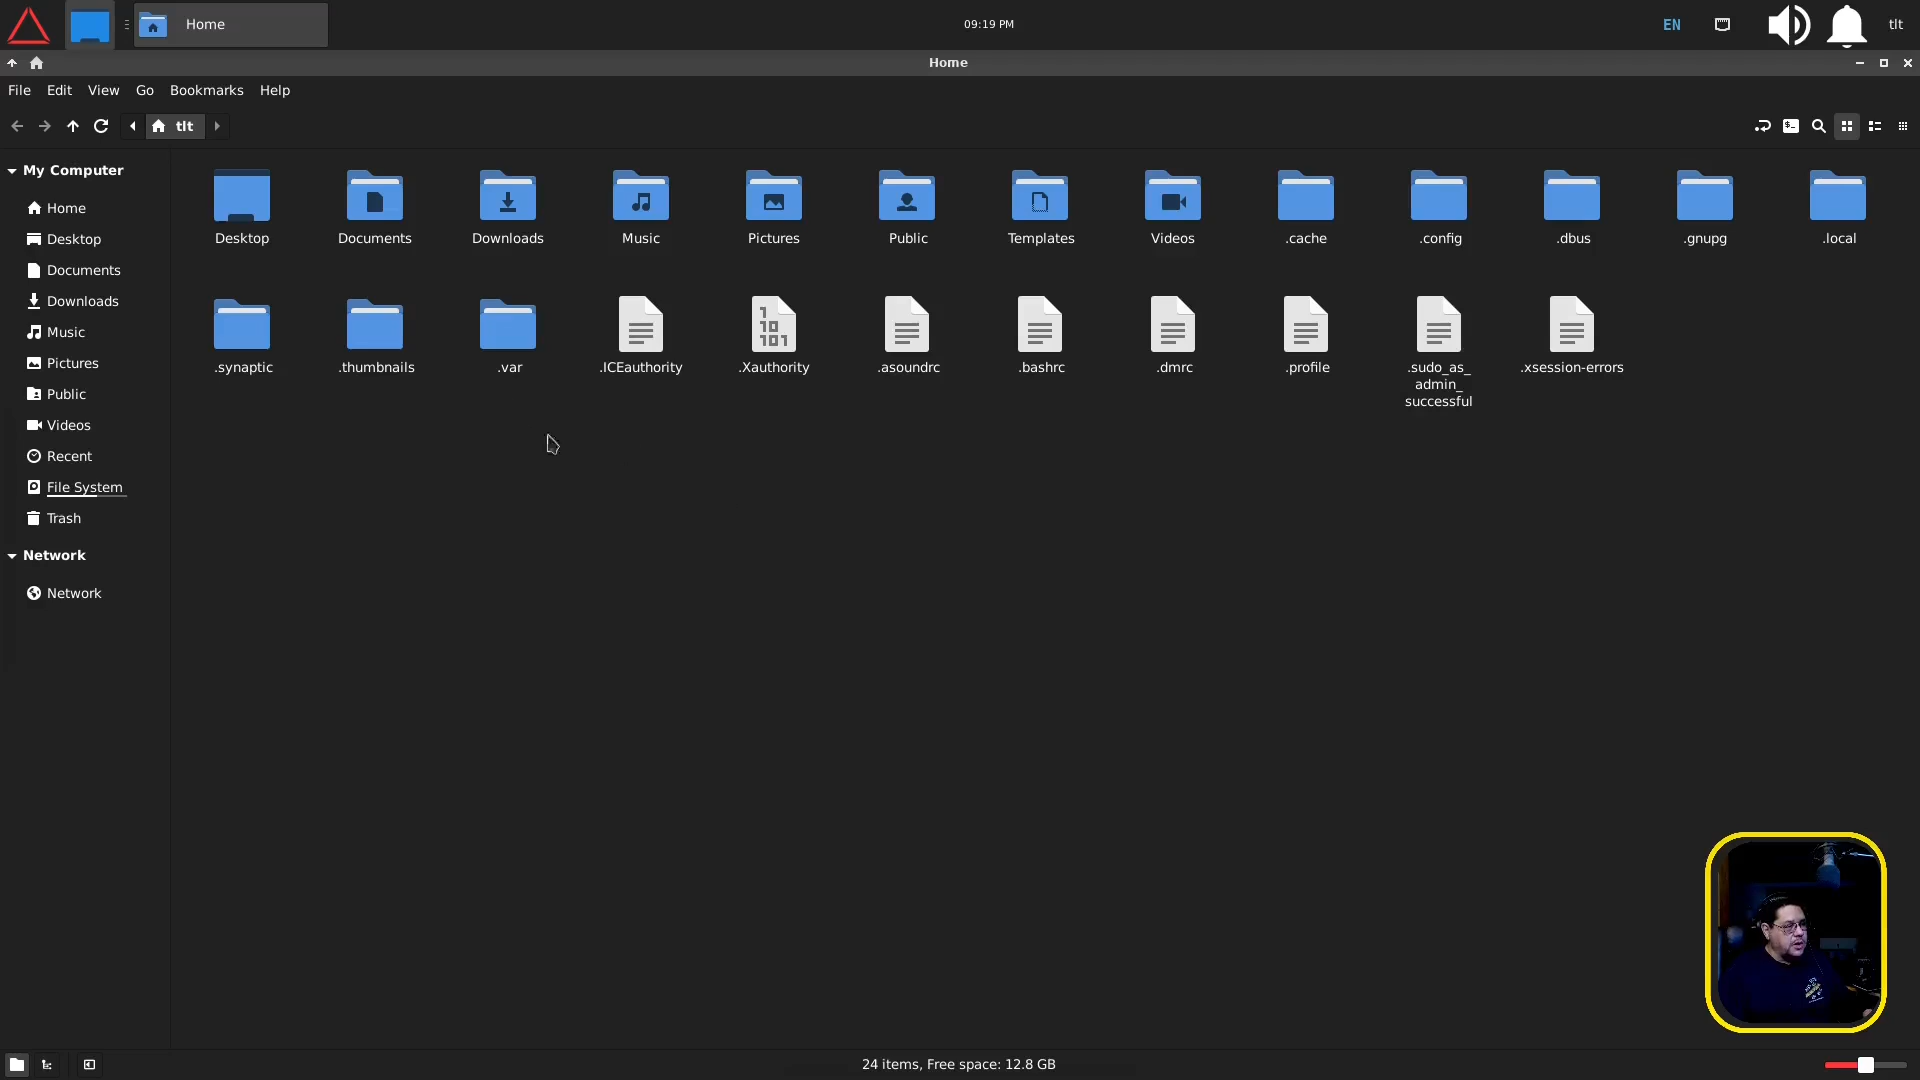 Home
09:19 PM
EN
tlt
Home
File Edit View Go Bookmarks Help
tlt
My Computer
Home
Desktop
Documents
Downloads
Music
Pictures
Public
Videos
Recent
File System
Trash
Network
Network
Desktop Documents Downloads Music Pictures Public Templates Videos .cache .config .dbus .gnupg .local
.synaptic .thumbnails .var .ICEauthority .Xauthority .asoundrc .bashrc .dmrc .profile .sudo_as_ .xsession-errors
admin_
successful
24 items, Free space: 12.8 GB